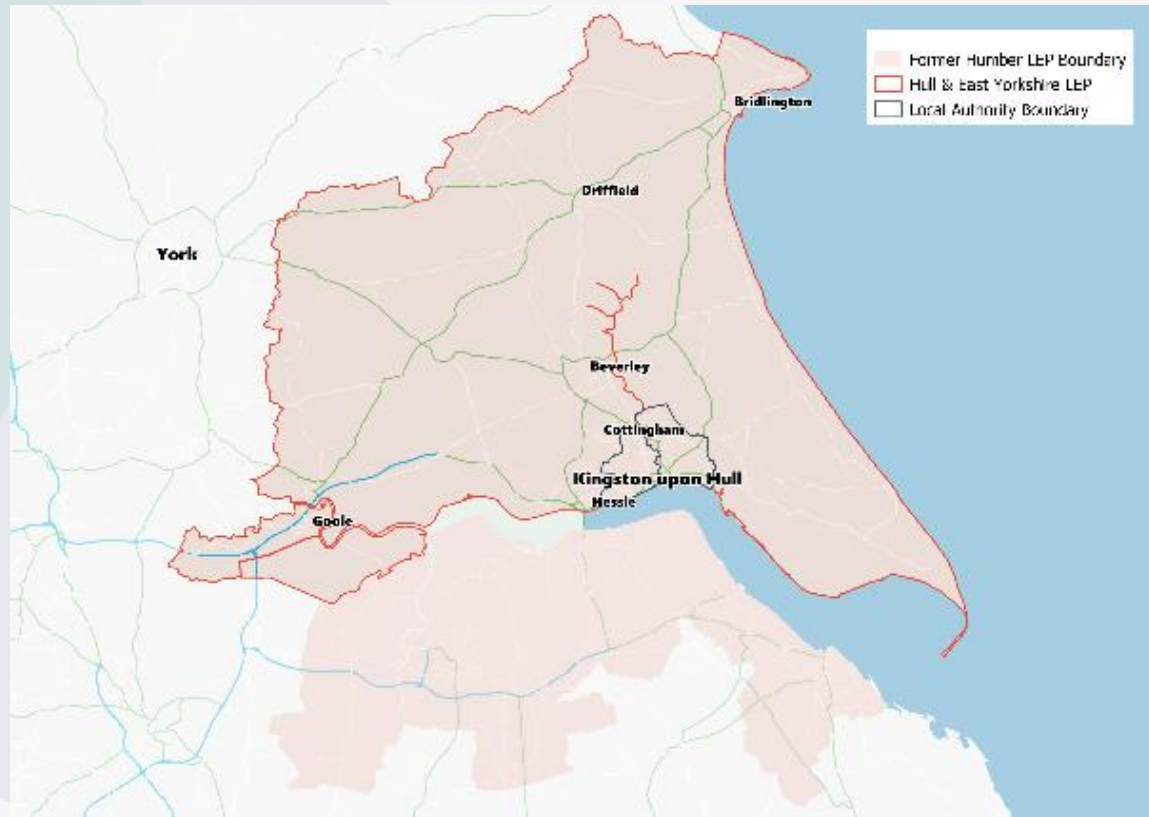 Former Humber LEP Boundary
Hull & East Yorkshire LEP
Local Authority Boundary
Bridlington
Driffield
York
Beverley
Cottingham
Kingston upon Hull
Hessle
Goole